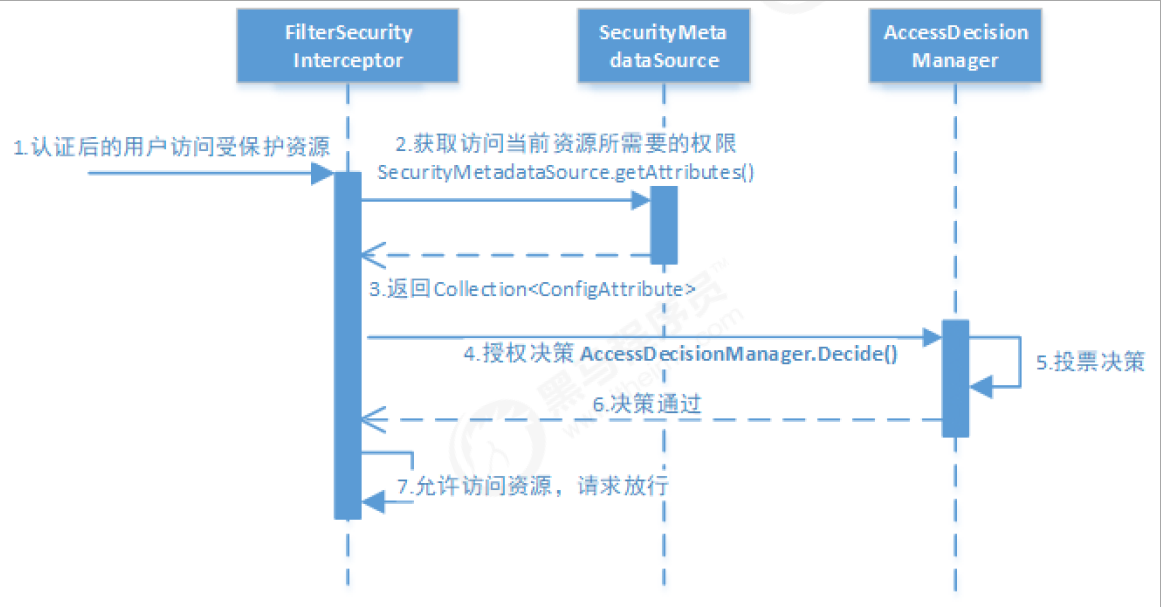 FilterSecurity
Interceptor
SecurityMeta
dataSource
AccessDecision
Manager
1.认证后的用户访问受保护资源
2.获取访问当前资源所需要的权限
SecurityMetadataSource.getAttributes()
3.返回Collection<ConfigAttribute>
4.授权决策 AccessDecisionManager.Decide()
5.投票决策
6.决策通过
7.允许访问资源，请求放行
黑马程序员